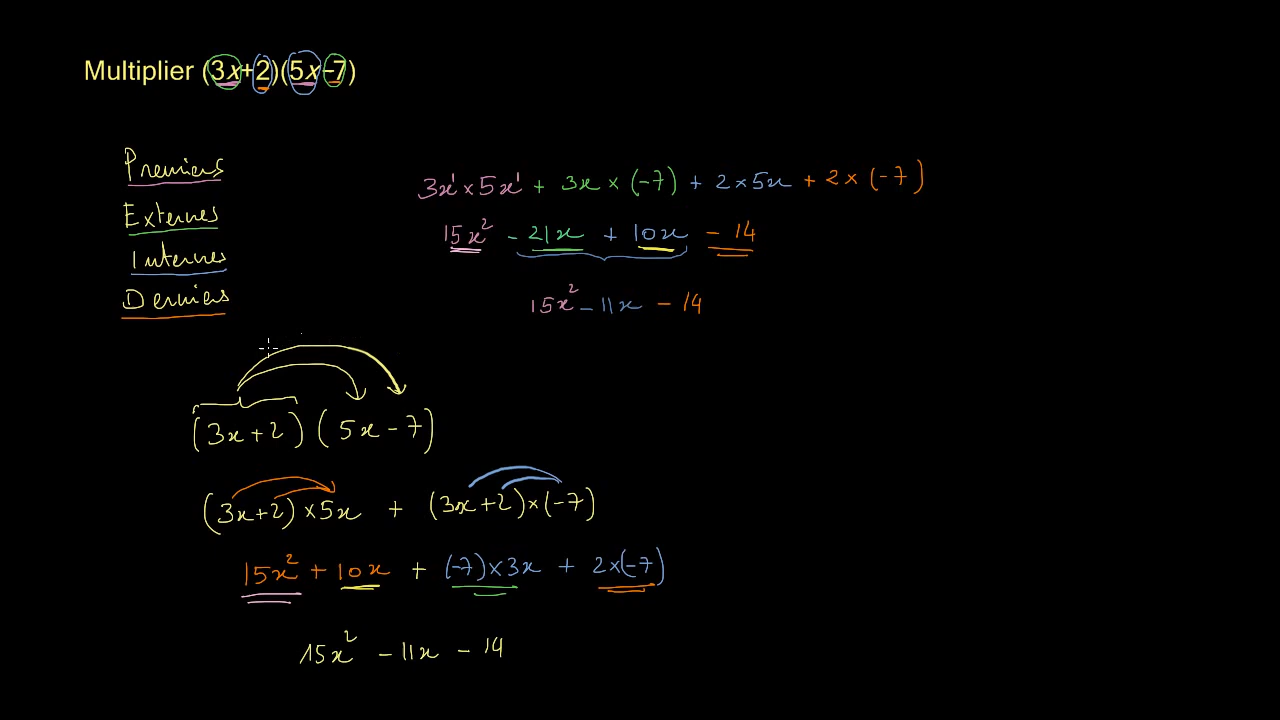 Multiplier (3x+2)(5x-7)
Premiers
Externes
Internes
Derniers
3x¹ × 5x¹ + 3x × (-7) + 2 × 5x + 2 × (-7)
15x² - 21x + 10x - 14
15x² - 11x - 14
(3x+2)(5x-7)
(3x+2) × 5x + (3x+2) × (-7)
15x² + 10x + (-7) × 3x + 2 × (-7)
15x² - 11x - 14